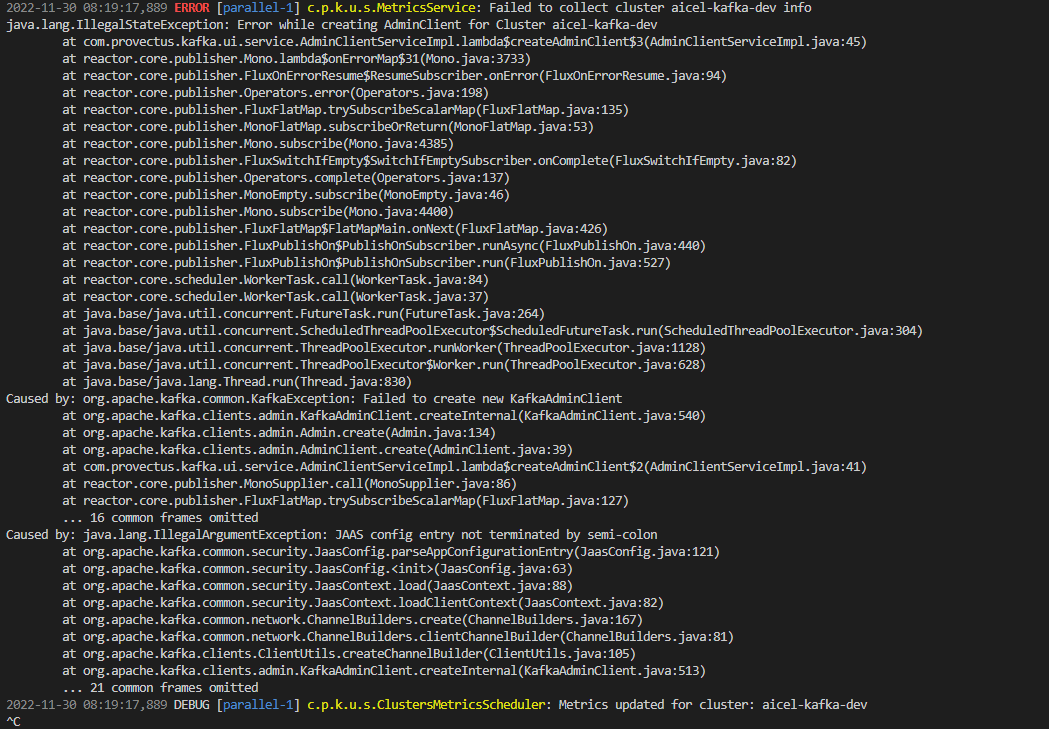 2022-11-30 08:19:17,889 ERROR [parallel-1] c.p.k.u.s.MetricsService: Failed to collect cluster aicel-kafka-dev info
java.lang.IllegalStateException: Error while creating AdminClient for Cluster aicel-kafka-dev
at com.provectus.kafka.ui.service.AdminClientServiceImpl.lambda$createAdminClient$3(AdminClientServiceImpl.java:45)
at reactor.core.publisher.Mono.lambda$onErrorMap$31(Mono.java:3733)
at reactor.core.publisher.FluxOnErrorResume$ResumeSubscriber.onError(FluxOnErrorResume.java:94)
at reactor.core.publisher.Operators.error(Operators.java:198)
at reactor.core.publisher.FluxFlatMap.trySubscribeScalarMap(FluxFlatMap.java:135)
at reactor.core.publisher.MonoFlatMap.subscribeOrReturn(MonoFlatMap.java:53)
at reactor.core.publisher.Mono.subscribe(Mono.java:4385)
at reactor.core.publisher.FluxSwitchIfEmpty$SwitchIfEmptySubscriber.onComplete(FluxSwitchIfEmpty.java:82)
at reactor.core.publisher.Operators.complete(Operators.java:137)
at reactor.core.publisher.MonoEmpty.subscribe(MonoEmpty.java:46)
at reactor.core.publisher.Mono.subscribe(Mono.java:4400)
at reactor.core.publisher.FluxFlatMap$FlatMapMain.onNext(FluxFlatMap.java:426)
at reactor.core.publisher.FluxPublishOn$PublishOnSubscriber.runAsync(FluxPublishOn.java:440)
at reactor.core.publisher.FluxPublishOn$PublishOnSubscriber.run(FluxPublishOn.java:527)
at reactor.core.scheduler.WorkerTask.call(WorkerTask.java:84)
at reactor.core.scheduler.WorkerTask.call(WorkerTask.java:37)
at java.base/java.util.concurrent.FutureTask.run(FutureTask.java:264)
at java.base/java.util.concurrent.ScheduledThreadPoolExecutor$ScheduledFutureTask.run(ScheduledThreadPoolExecutor.java:304)
at java.base/java.util.concurrent.ThreadPoolExecutor.runWorker(ThreadPoolExecutor.java:1128)
at java.base/java.util.concurrent.ThreadPoolExecutor$Worker.run(ThreadPoolExecutor.java:628)
at java.base/java.lang.Thread.run(Thread.java:830)
Caused by: org.apache.kafka.common.KafkaException: Failed to create new KafkaAdminClient
at org.apache.kafka.clients.admin.KafkaAdminClient.createInternal(KafkaAdminClient.java:540)
at org.apache.kafka.clients.admin.Admin.create(Admin.java:134)
at org.apache.kafka.clients.admin.AdminClient.create(AdminClient.java:39)
at com.provectus.kafka.ui.service.AdminClientServiceImpl.lambda$createAdminClient$2(AdminClientServiceImpl.java:41)
at reactor.core.publisher.MonoSupplier.call(MonoSupplier.java:86)
at reactor.core.publisher.FluxFlatMap.trySubscribeScalarMap(FluxFlatMap.java:127)
... 16 common frames omitted
Caused by: java.lang.IllegalArgumentException: JAAS config entry not terminated by semi-colon
at org.apache.kafka.common.security.JaasConfig.parseAppConfigurationEntry(JaasConfig.java:121)
at org.apache.kafka.common.security.JaasConfig.<init>(JaasConfig.java:63)
at org.apache.kafka.common.security.JaasContext.load(JaasContext.java:88)
at org.apache.kafka.common.security.JaasContext.loadClientContext(JaasContext.java:82)
at org.apache.kafka.common.network.ChannelBuilders.create(ChannelBuilders.java:167)
at org.apache.kafka.common.network.ChannelBuilders.clientChannelBuilder(ChannelBuilders.java:81)
at org.apache.kafka.clients.ClientUtils.createChannelBuilder(ClientUtils.java:105)
at org.apache.kafka.clients.admin.KafkaAdminClient.createInternal(KafkaAdminClient.java:513)
... 21 common frames omitted
2022-11-30 08:19:17,889 DEBUG [parallel-1] c.p.k.u.s.ClustersMetricsScheduler: Metrics updated for cluster: aicel-kafka-dev
^C